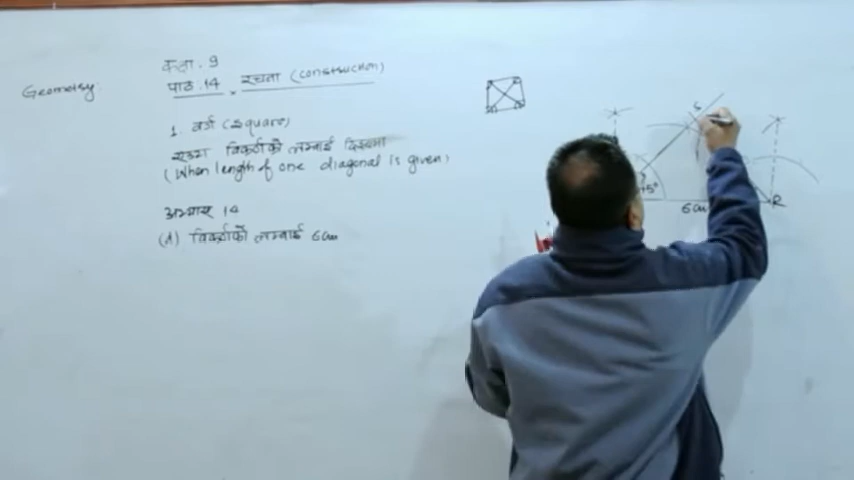 Geometry
कक्षा. 9
पाठ. 14 रचना (construction)
1. वर्ग (square)
एउटा विकर्णको लम्बाई दिइएमा
(When length of one diagonal is given)
अभ्यास 14
(A) विकर्णको लम्बाई 6cm
S
45°
6cm
R